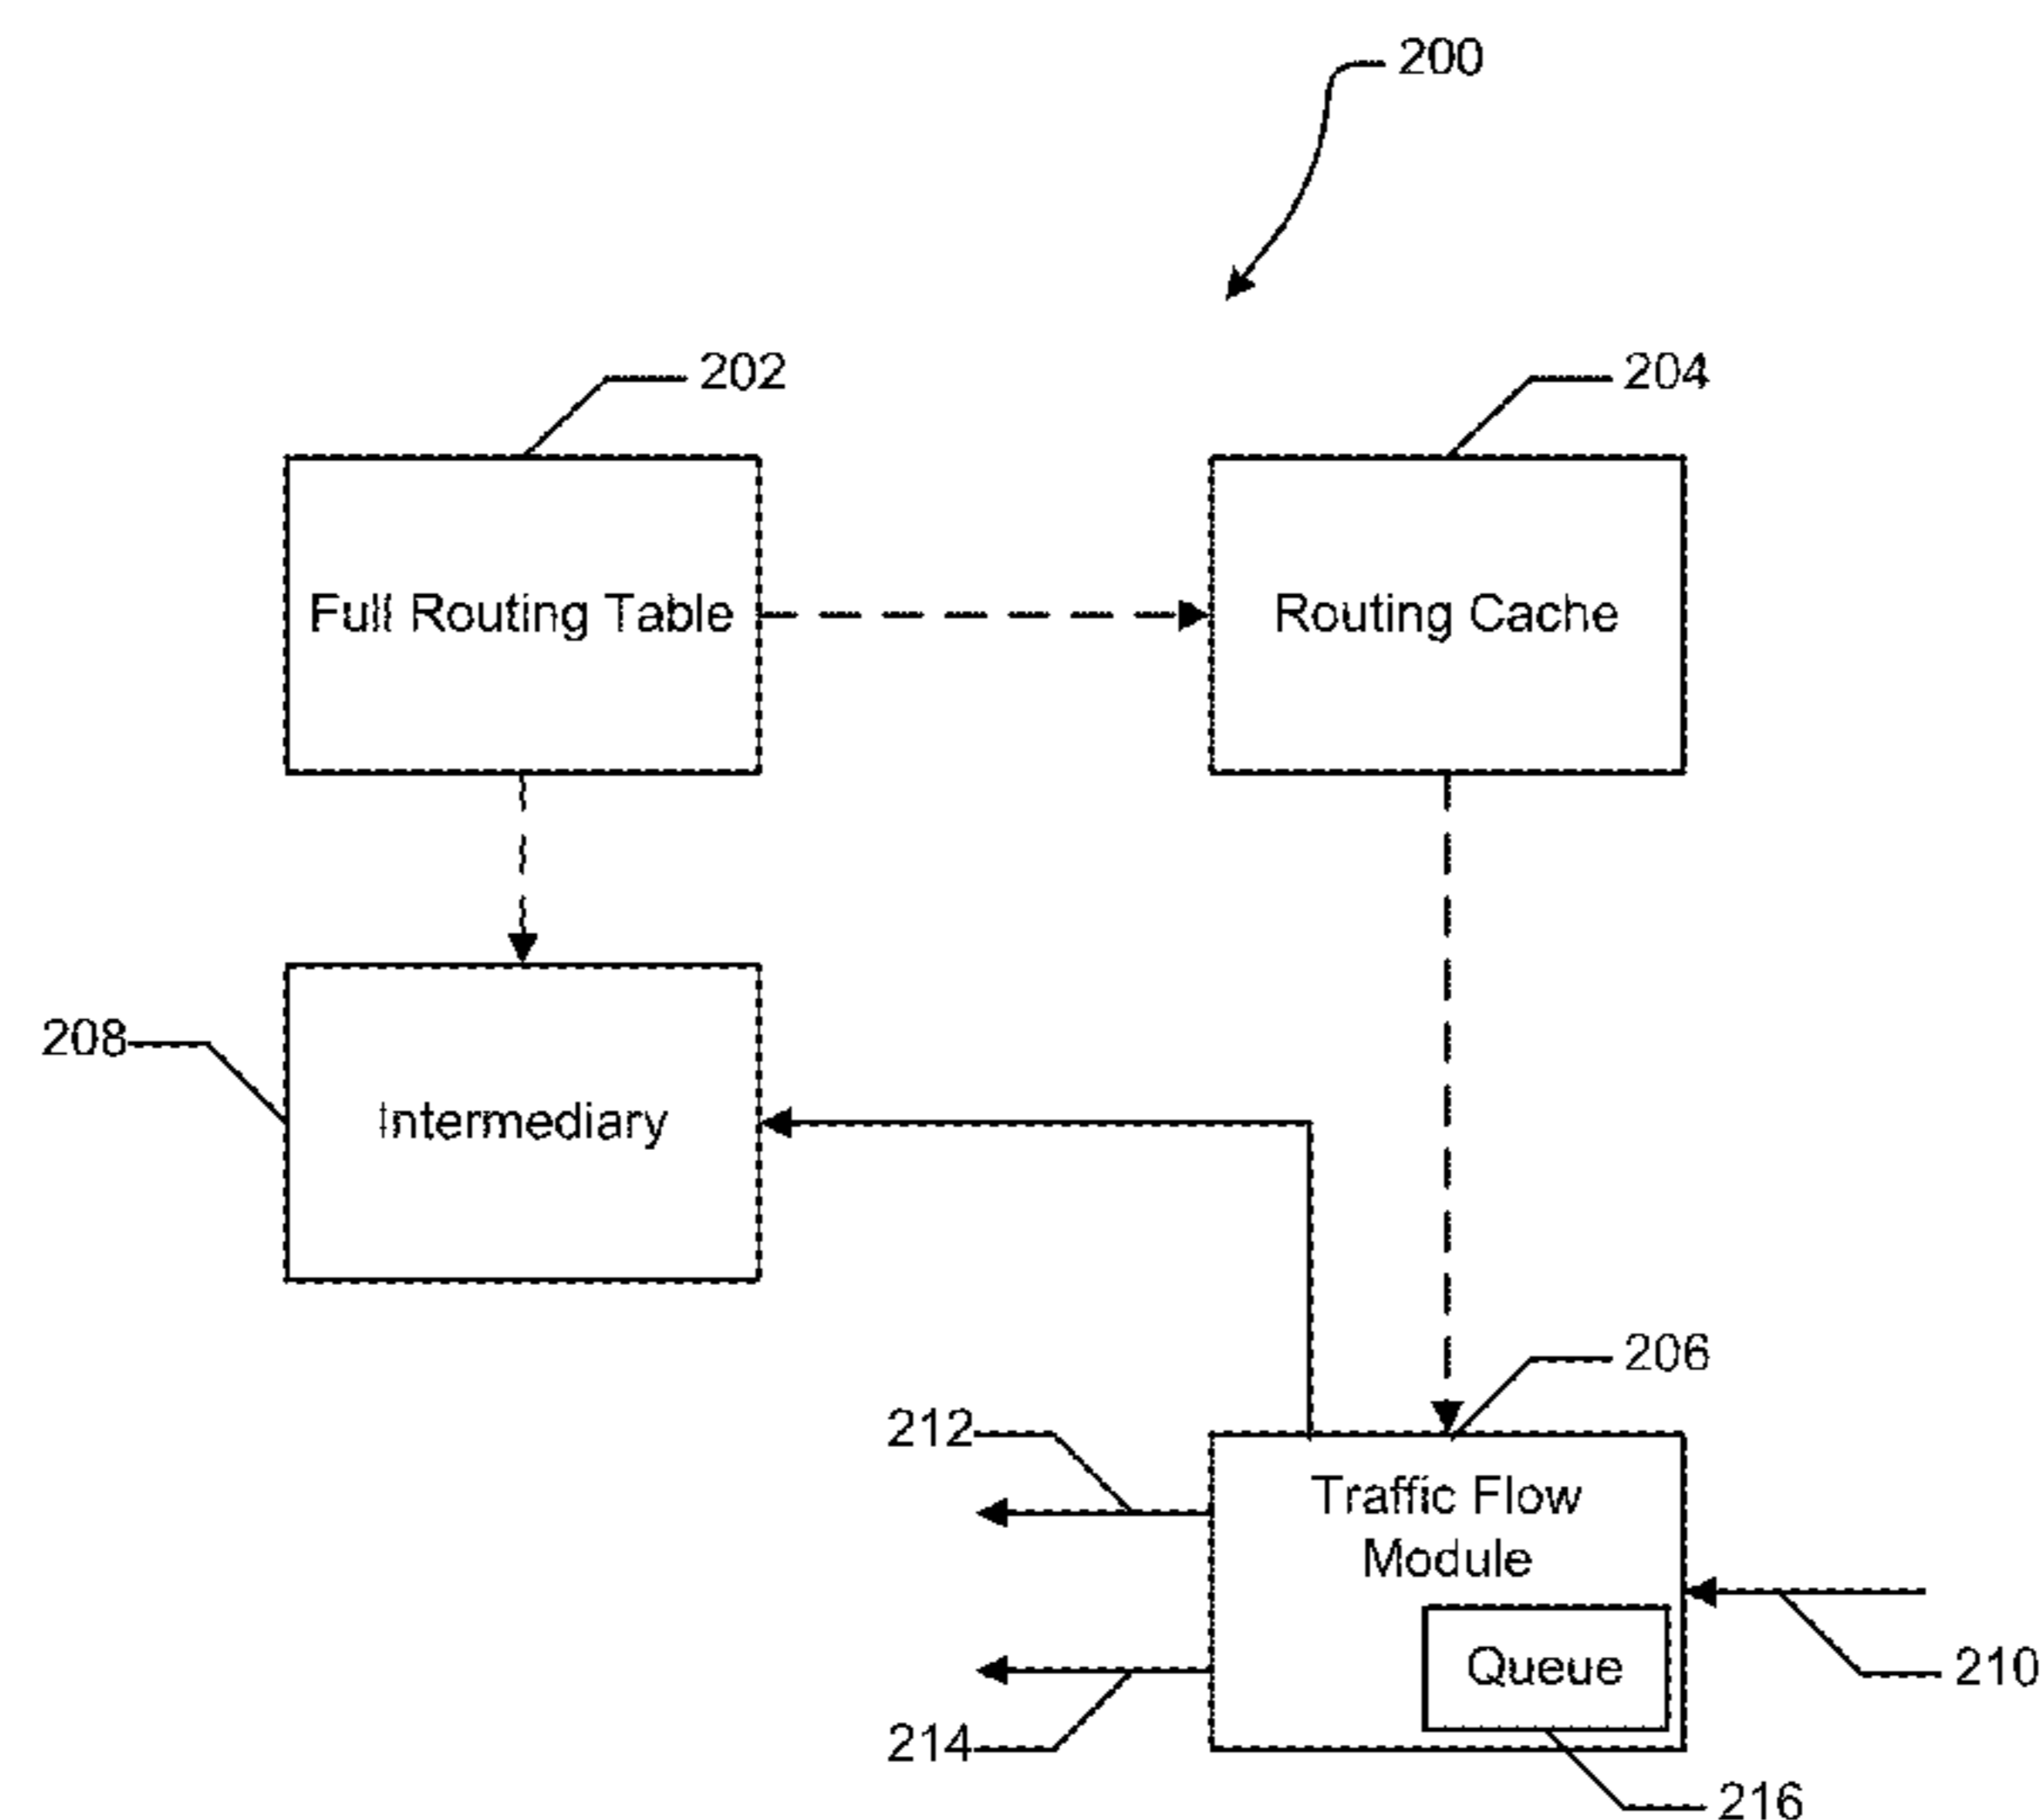 200
202
204
Full Routing Table
Routing Cache
208
Intermediary
206
212
Traffic Flow
Module
Queue
210
214
216